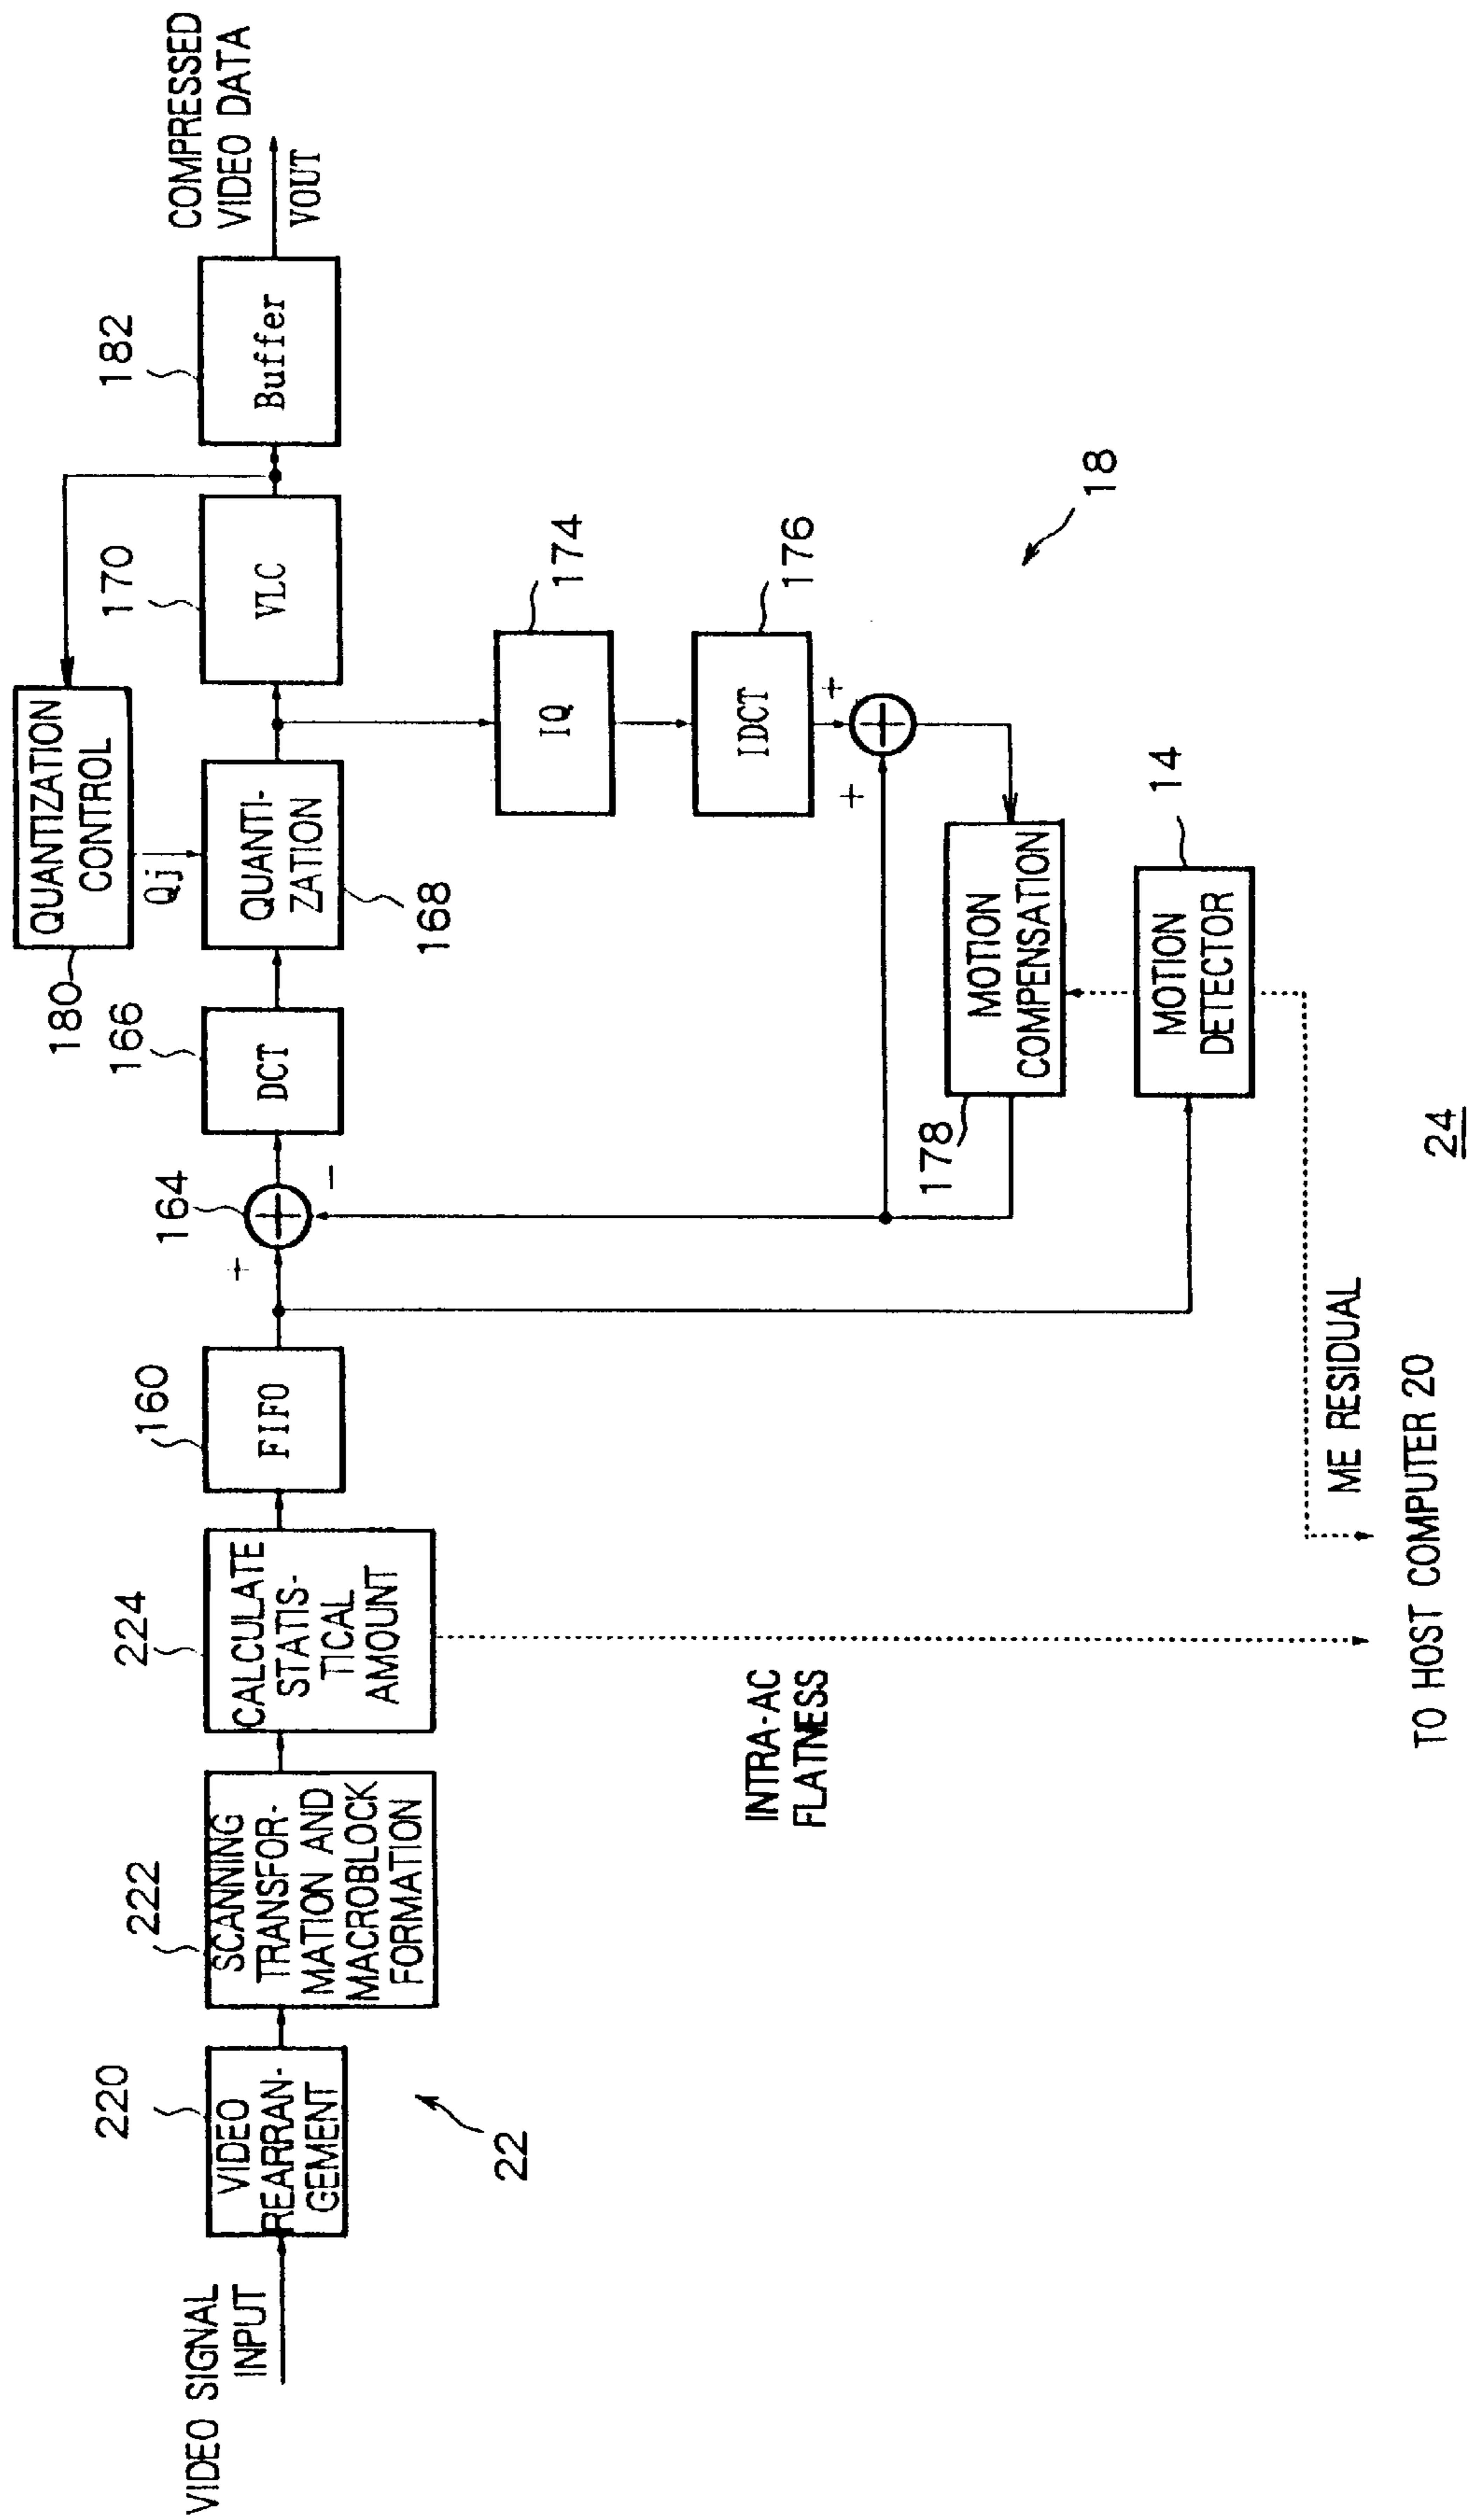 VIDEO SIGNAL
INPUT
220
VIDEO
REARRAN-
GEMENT
22
222
SCANNING
TRANSFOR-
MATION AND
MACROBLOCK
FORMATION
224
CALCULATE
STATIS-
TICAL
AMOUNT
INTRA-AC
FLATNESS
160
FIFO
164
+
-
166
DCT
180
QUANTIZATION
CONTROL
Qj
QUANTI-
ZATION
168
170
VLC
182
Buffer
COMPRESSED
VIDEO DATA
VOUT
IQ
174
IDCT
176
+
+
18
178
MOTION
COMPENSATION
14
MOTION
DETECTOR
ME RESIDUAL
TO HOST COMPUTER 20
24